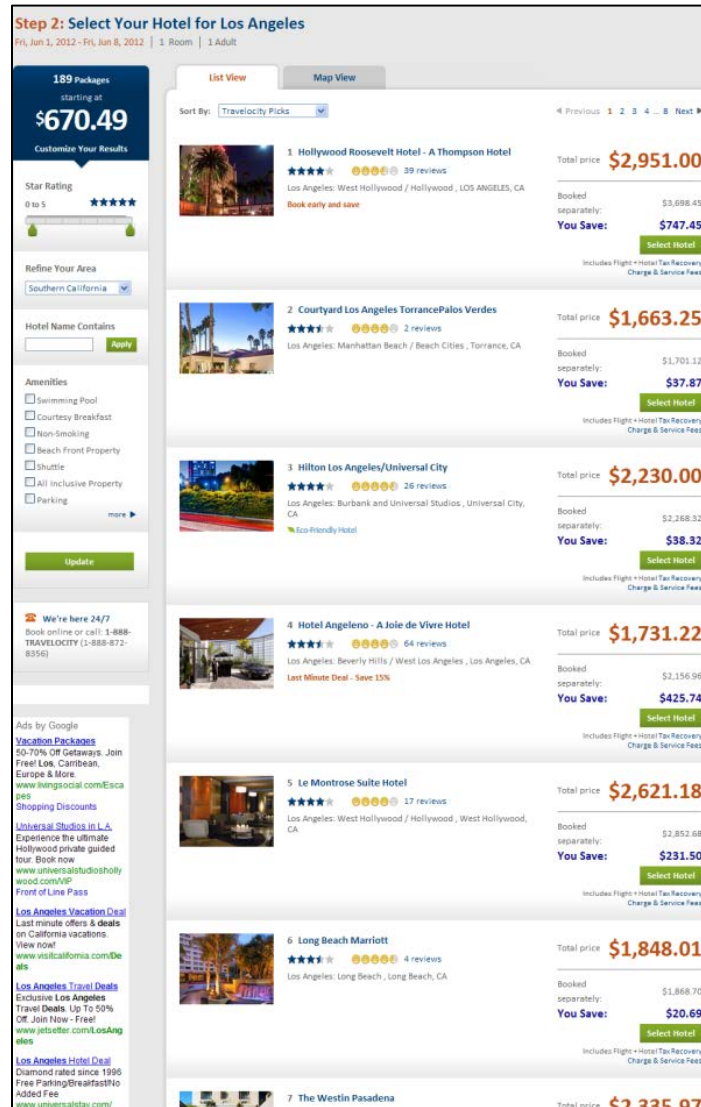 Step 2: Select Your Hotel for Los Angeles
Fri, Jun 1, 2012 - Fri, Jun 8, 2012 | 1 Room | 1 Adult
189 Packages
starting at
$670.49
Customize Your Results
Star Rating
0 to 5
Refine Your Area
Southern California
Hotel Name Contains
Apply
Amenities
Swimming Pool
Courtesy Breakfast
Non-Smoking
Beach Front Property
Shuttle
All Inclusive Property
Parking
more
Update
We're here 24/7
Book online or call: 1-888-
TRAVELOCITY (1-888-872-
8356)
Ads by Google
Vacation Packages
50-70% Off Getaways. Join
Free! Los, Carribean,
Europe & More.
www.livingsocial.com/Esca
pes
Shopping Discounts
Universal Studios in L.A.
Experience the ultimate
Hollywood private guided
tour. Book now
www.universalstudiosholly
wood.com/VIP
Front of Line Pass
Los Angeles Vacation Deal
Last minute offers & deals
on California vacations.
View now!
www.visitcalifornia.com/De
als
Los Angeles Travel Deals
Exclusive Los Angeles
Travel Deals. Up To 50%
Off. Join Now - Free!
www.jetsetter.com/LosAng
eles
Los Angeles Hotel Deal
Diamond rated since 1996
Free Parking/Breakfast/No
Added Fee
www.universalstay.com/
List View
Map View
Sort By: Travelocity Picks
Previous 1 2 3 4 ... 8 Next
1 Hollywood Roosevelt Hotel - A Thompson Hotel
39 reviews
Los Angeles: West Hollywood / Hollywood , LOS ANGELES, CA
Book early and save
Total price $2,951.00
Booked
separately: $3,698.45
You Save: $747.45
Select Hotel
Includes Flight + Hotel Tax Recovery
Charge & Service Fees
2 Courtyard Los Angeles TorrancePalos Verdes
2 reviews
Los Angeles: Manhattan Beach / Beach Cities , Torrance, CA
Total price $1,663.25
Booked
separately: $1,701.12
You Save: $37.87
Select Hotel
Includes Flight + Hotel Tax Recovery
Charge & Service Fees
3 Hilton Los Angeles/Universal City
26 reviews
Los Angeles: Burbank and Universal Studios , Universal City,
CA
Eco-Friendly Hotel
Total price $2,230.00
Booked
separately: $2,268.32
You Save: $38.32
Select Hotel
Includes Flight + Hotel Tax Recovery
Charge & Service Fees
4 Hotel Angeleno - A Joie de Vivre Hotel
64 reviews
Los Angeles: Beverly Hills / West Los Angeles , Los Angeles, CA
Last Minute Deal - Save 15%
Total price $1,731.22
Booked
separately: $2,156.96
You Save: $425.74
Select Hotel
Includes Flight + Hotel Tax Recovery
Charge & Service Fees
5 Le Montrose Suite Hotel
17 reviews
Los Angeles: West Hollywood / Hollywood , West Hollywood,
CA
Total price $2,621.18
Booked
separately: $2,852.68
You Save: $231.50
Select Hotel
Includes Flight + Hotel Tax Recovery
Charge & Service Fees
6 Long Beach Marriott
4 reviews
Los Angeles: Long Beach , Long Beach, CA
Total price $1,848.01
Booked
separately: $1,868.70
You Save: $20.69
Select Hotel
Includes Flight + Hotel Tax Recovery
Charge & Service Fees
7 The Westin Pasadena
Total price $2,335.97